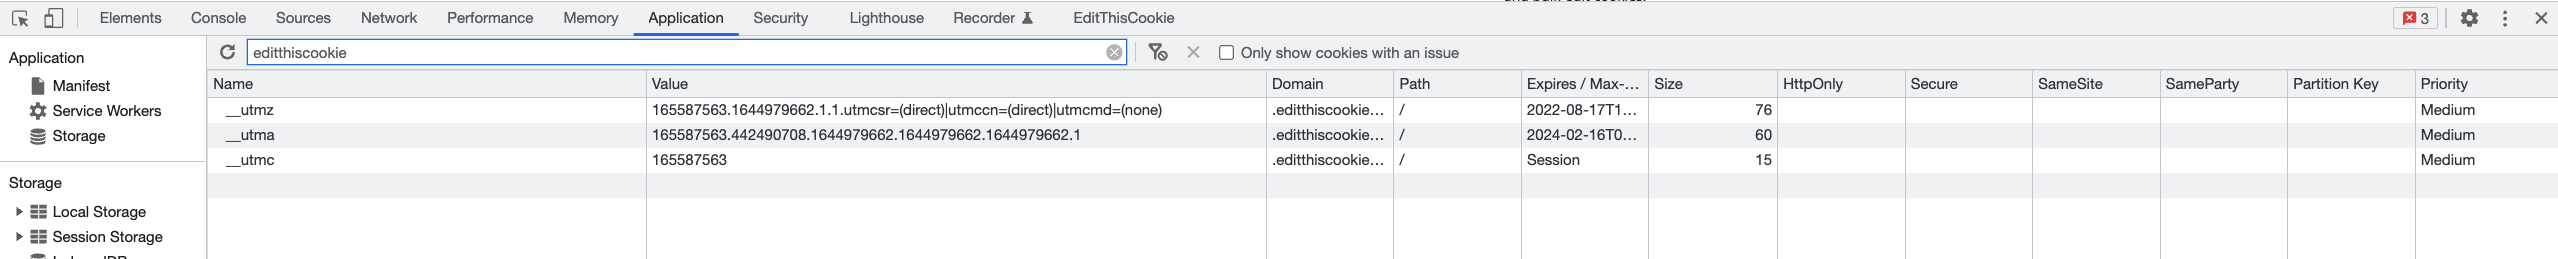 Elements Console Sources Network Performance Memory Application Security Lighthouse Recorder EditThisCookie 3
Application
Manifest
Service Workers
Storage
Storage
Local Storage
Session Storage
editthiscookie Only show cookies with an issue
Name Value Domain Path Expires / Max-... Size HttpOnly Secure SameSite SameParty Partition Key Priority
__utmz 165587563.1644979662.1.1.utmcsr=(direct)|utmccn=(direct)|utmcmd=(none) .editthiscookie... / 2022-08-17T1... 76 Medium
__utma 165587563.442490708.1644979662.1644979662.1644979662.1 .editthiscookie... / 2024-02-16T0... 60 Medium
__utmc 165587563 .editthiscookie... / Session 15 Medium